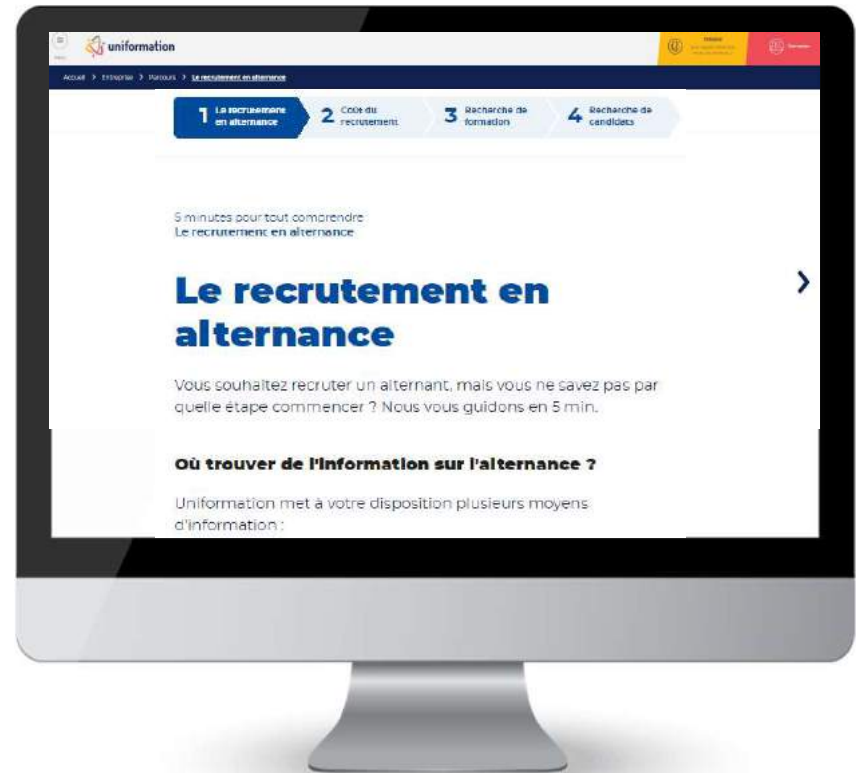 uniformation
Accueil > Entreprise > Parcours > Le recrutement en alternance
1 Le recrutement en alternance
2 Coût du recrutement
3 Recherche de formation
4 Recherche de candidats
5 minutes pour tout comprendre
Le recrutement en alternance
Le recrutement en
alternance
Vous souhaitez recruter un alternant, mais vous ne savez pas par
quelle étape commencer ? Nous vous guidons en 5 min.
Où trouver de l'information sur l'alternance ?
Uniformation met à votre disposition plusieurs moyens
d'information :